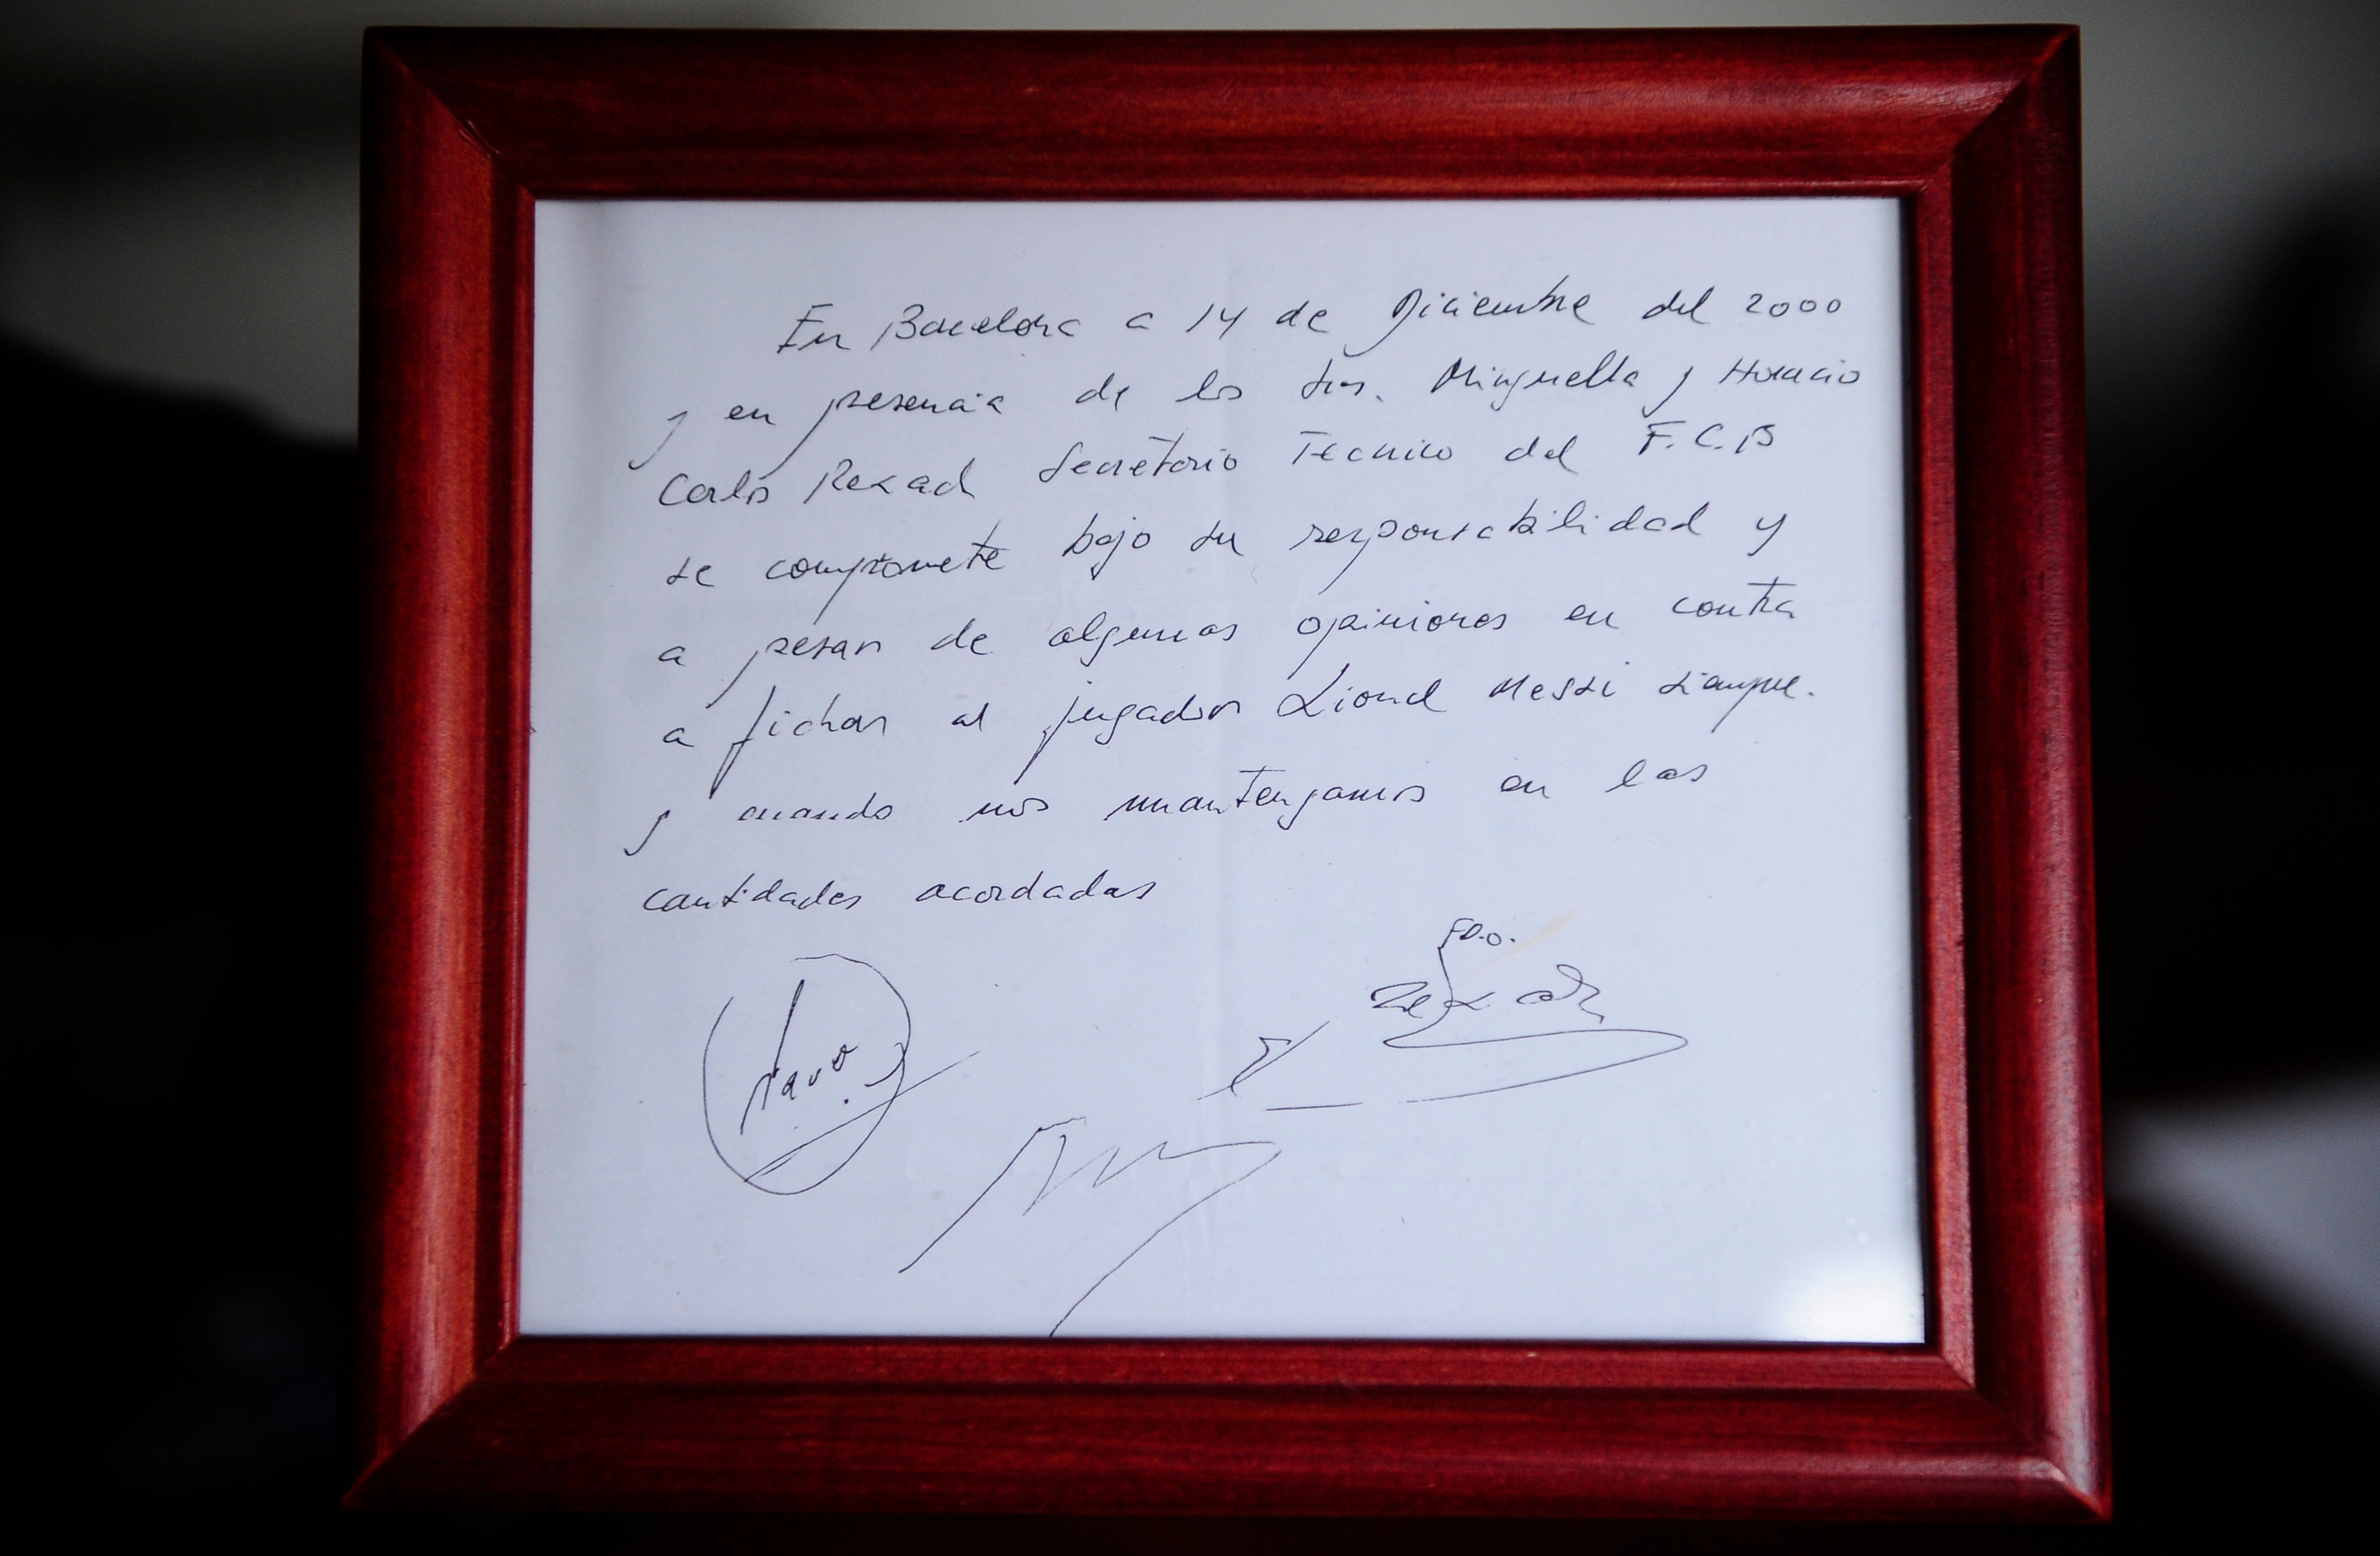 En Barcelona a 14 de Diciembre del 2000
y en presencia de los Srs. Minguella y Horacio
Carlos Rexach Secretario Tecnico del F.C.B
se compromete bajo su responsabilidad y
a pesar de algunas opiniones en contra
a fichar al jugador Lionel Messi siempre.
y cuando nos mantengamos en las
cantidades acordadas
FDO.
Rexach